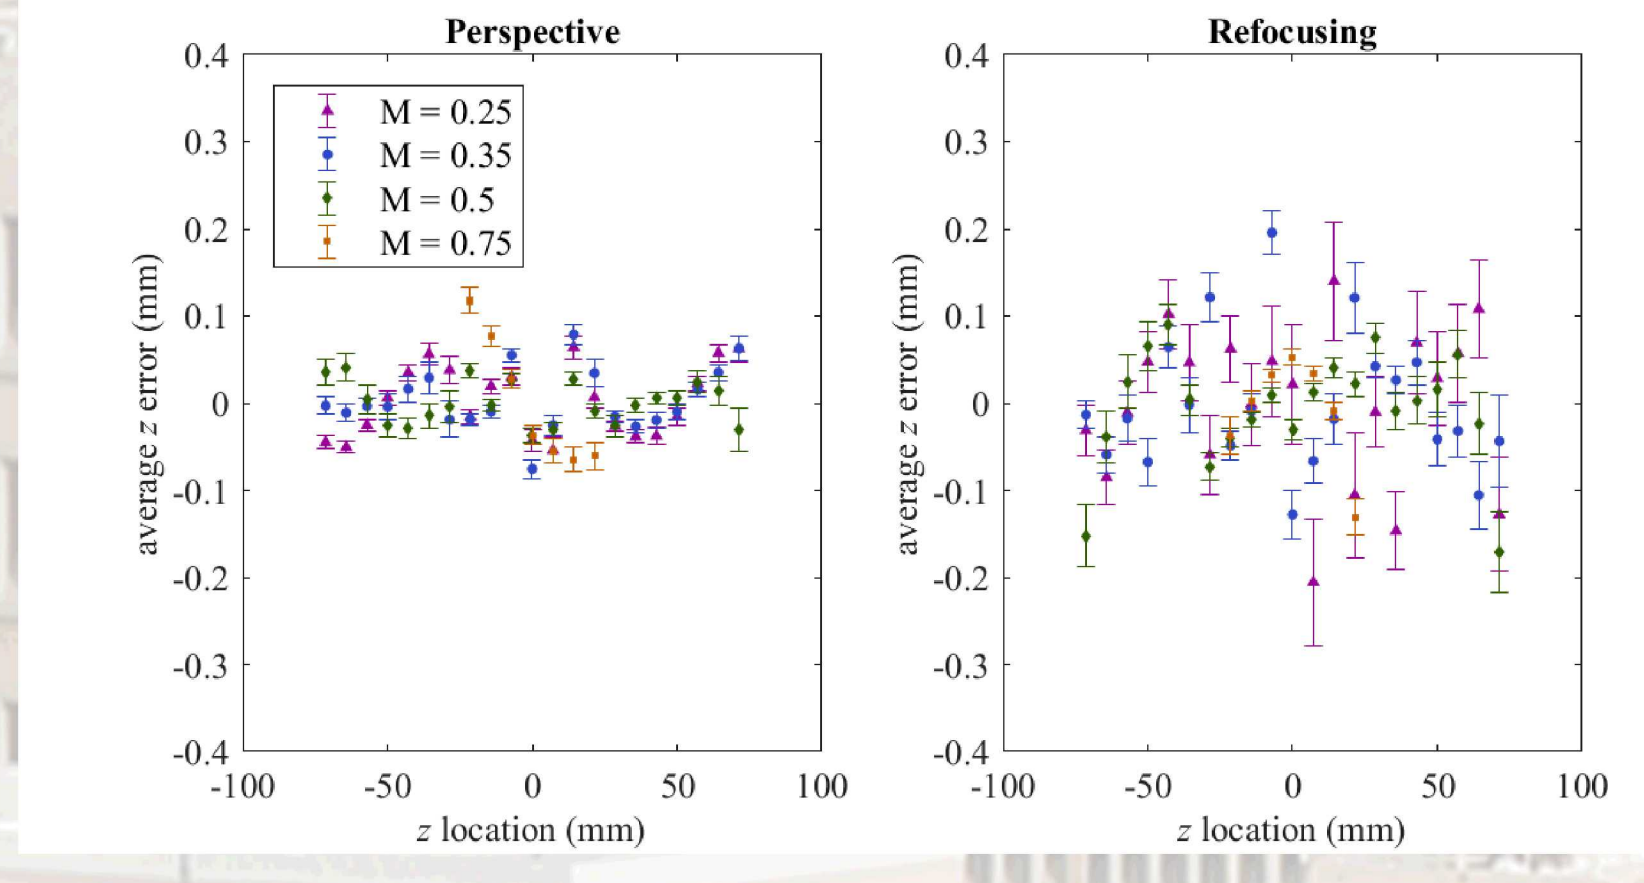 Perspective
0.4
0.3
0.2
0.1
0
-0.1
-0.2
-0.3
-0.4
-100
-50
0
50
100
average z error (mm)
z location (mm)
M = 0.25
M = 0.35
M = 0.5
M = 0.75
Refocusing
0.4
0.3
0.2
0.1
0
-0.1
-0.2
-0.3
-0.4
-100
-50
0
50
100
average z error (mm)
z location (mm)